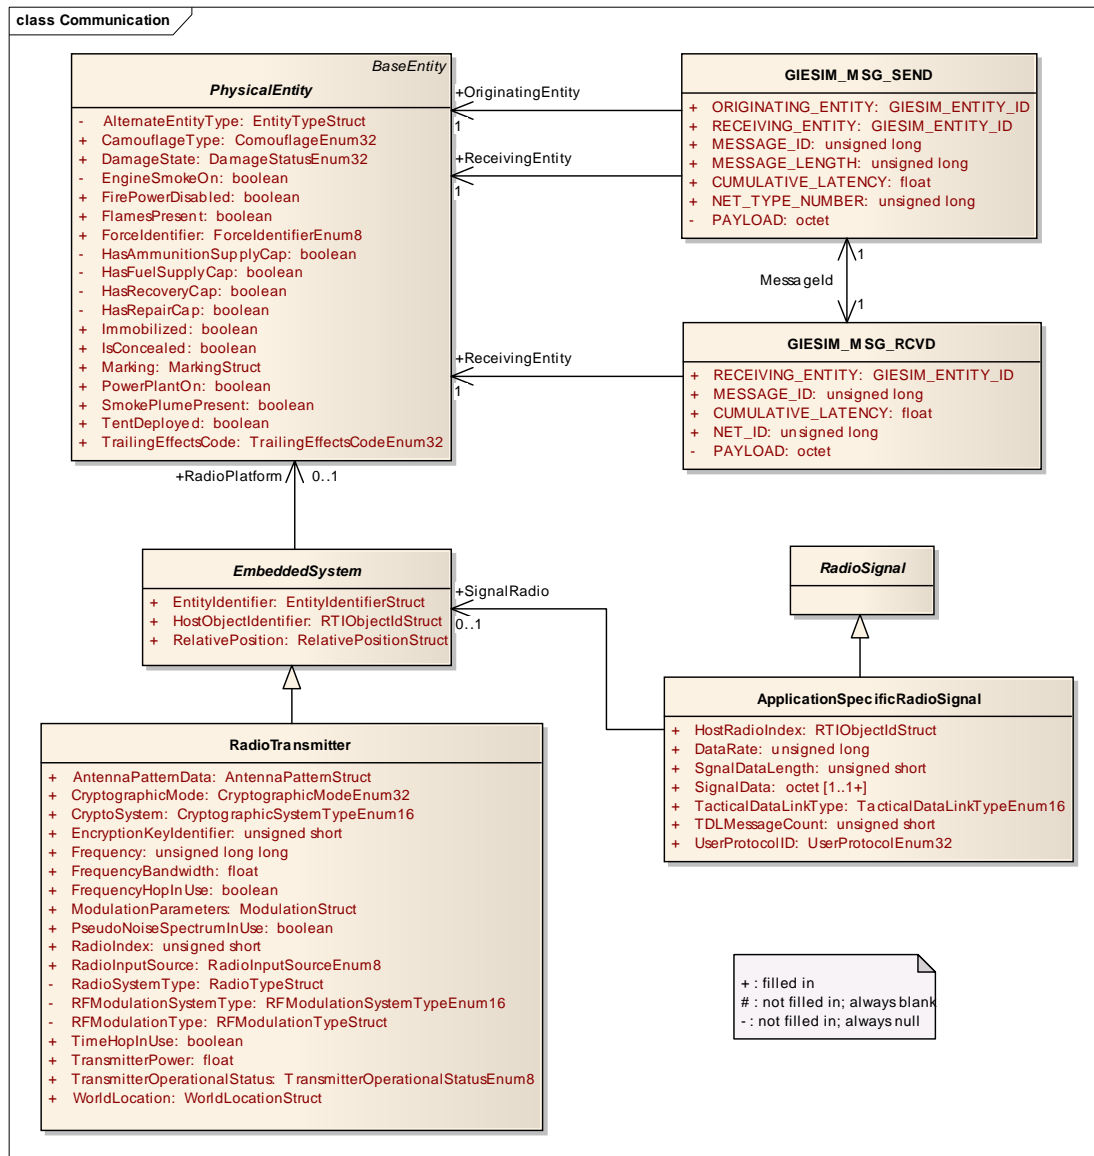 class Communication
BaseEntity
PhysicalEntity
- AlternateEntityType: EntityTypeStruct
+ CamouflageType: ComouflageEnum32
+ DamageState: DamageStatusEnum32
- EngineSmokeOn: boolean
+ FirePowerDisabled: boolean
+ FlamesPresent: boolean
+ ForceIdentifier: ForceIdentifierEnum8
- HasAmmunitionSupplyCap: boolean
- HasFuelSupplyCap: boolean
- HasRecoveryCap: boolean
- HasRepairCap: boolean
+ Immobilized: boolean
+ IsConcealed: boolean
+ Marking: MarkingStruct
+ PowerPlantOn: boolean
+ SmokePlumePresent: boolean
+ TentDeployed: boolean
+ TrailingEffectsCode: TrailingEffectsCodeEnum32
+OriginatingEntity
1
+ReceivingEntity
1
GIESIM_MSG_SEND
+ ORIGINATING_ENTITY: GIESIM_ENTITY_ID
+ RECEIVING_ENTITY: GIESIM_ENTITY_ID
+ MESSAGE_ID: unsigned long
+ MESSAGE_LENGTH: unsigned long
+ CUMULATIVE_LATENCY: float
+ NET_TYPE_NUMBER: unsigned long
- PAYLOAD: octet
1
MessageId
1
+ReceivingEntity
1
GIESIM_MSG_RCVD
+ RECEIVING_ENTITY: GIESIM_ENTITY_ID
+ MESSAGE_ID: unsigned long
+ CUMULATIVE_LATENCY: float
+ NET_ID: unsigned long
- PAYLOAD: octet
+RadioPlatform 0..1
EmbeddedSystem
+ EntityIdentifier: EntityIdentifierStruct
+ HostObjectIdentifier: RTIObjectIdStruct
+ RelativePosition: RelativePositionStruct
+SignalRadio
0..1
RadioSignal
ApplicationSpecificRadioSignal
+ HostRadioIndex: RTIObjectIdStruct
+ DataRate: unsigned long
+ SgnalDataLength: unsigned short
+ SignalData: octet [1..1+]
+ TacticalDataLinkType: TacticalDataLinkTypeEnum16
+ TDLMessageCount: unsigned short
+ UserProtocolID: UserProtocolEnum32
RadioTransmitter
+ AntennaPatternData: AntennaPatternStruct
+ CryptographicMode: CryptographicModeEnum32
+ CryptoSystem: CryptographicSystemTypeEnum16
+ EncryptionKeyIdentifier: unsigned short
+ Frequency: unsigned long long
+ FrequencyBandwidth: float
+ FrequencyHopInUse: boolean
+ ModulationParameters: ModulationStruct
+ PseudoNoiseSpectrumInUse: boolean
+ RadioIndex: unsigned short
+ RadioInputSource: RadioInputSourceEnum8
- RadioSystemType: RadioTypeStruct
- RFModulationSystemType: RFModulationSystemTypeEnum16
- RFModulationType: RFModulationTypeStruct
+ TimeHopInUse: boolean
+ TransmitterPower: float
+ TransmitterOperationalStatus: TransmitterOperationalStatusEnum8
+ WorldLocation: WorldLocationStruct
+ : filled in
# : not filled in; always blank
- : not filled in; always null